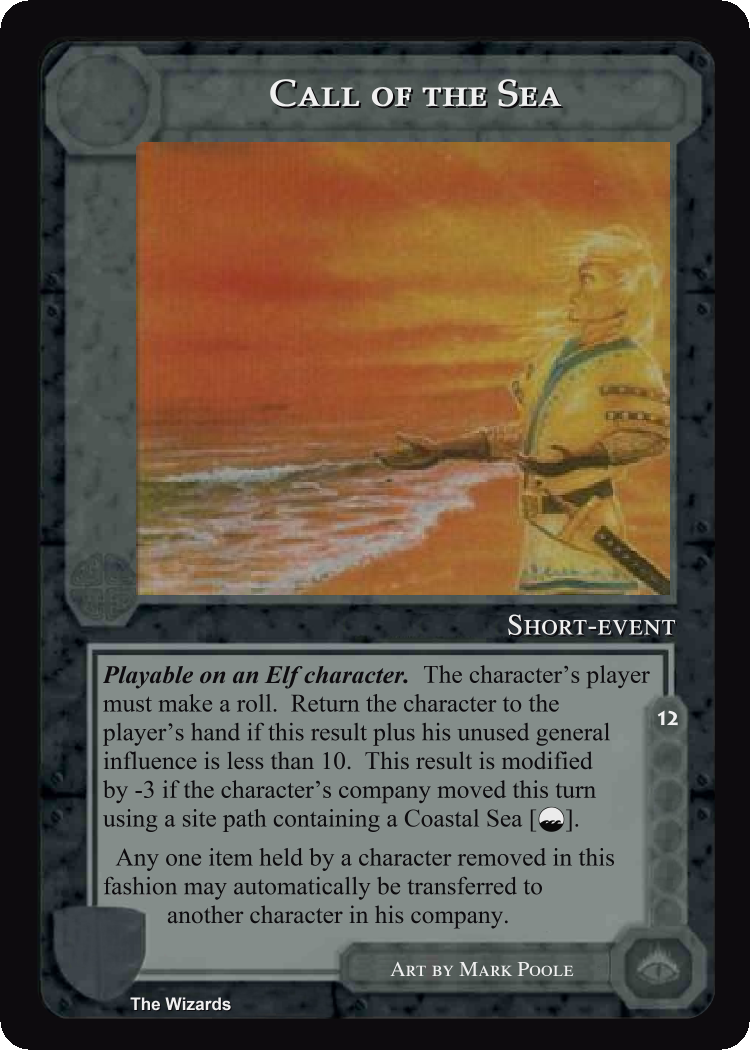 Call of the Sea
Short-event
Playable on an Elf character. The character's player
must make a roll. Return the character to the
player's hand if this result plus his unused general
influence is less than 10. This result is modified
by -3 if the character's company moved this turn
using a site path containing a Coastal Sea [ ].
12
Any one item held by a character removed in this
fashion may automatically be transferred to
another character in his company.
Art by Mark Poole
The Wizards